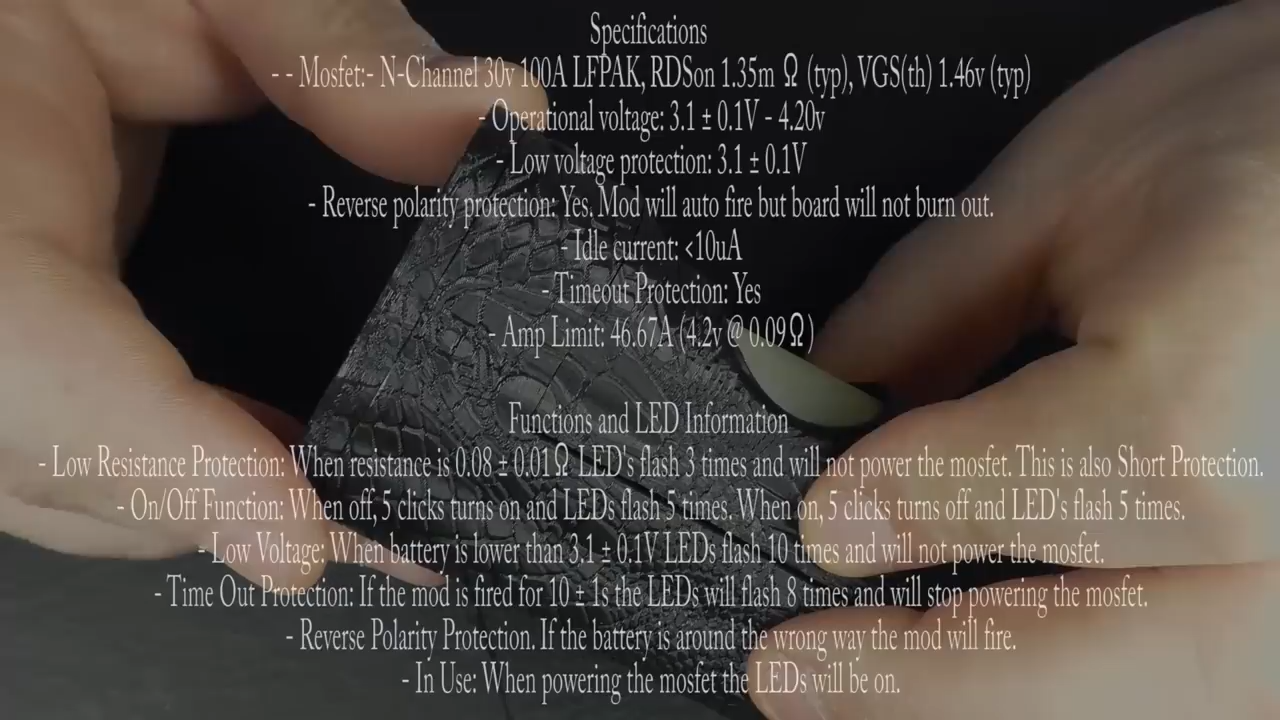 Specifications
- - Mosfet:- N-Channel 30v 100A LFPAK, RDSon 1.35m Ω (typ), VGS(th) 1.46v (typ)
- Operational voltage: 3.1 ± 0.1V - 4.20v
- Low voltage protection: 3.1 ± 0.1V
- Reverse polarity protection: Yes. Mod will auto fire but board will not burn out.
- Idle current: <10uA
- Timeout Protection: Yes
- Amp Limit: 46.67A (4.2v @ 0.09Ω)
Functions and LED Information
- Low Resistance Protection: When resistance is 0.08 ± 0.01Ω LED's flash 3 times and will not power the mosfet. This is also Short Protection.
- On/Off Function: When off, 5 clicks turns on and LEDs flash 5 times. When on, 5 clicks turns off and LED's flash 5 times.
- Low Voltage: When battery is lower than 3.1 ± 0.1V LEDs flash 10 times and will not power the mosfet.
- Time Out Protection: If the mod is fired for 10 ± 1s the LEDs will flash 8 times and will stop powering the mosfet.
- Reverse Polarity Protection. If the battery is around the wrong way the mod will fire.
- In Use: When powering the mosfet the LEDs will be on.